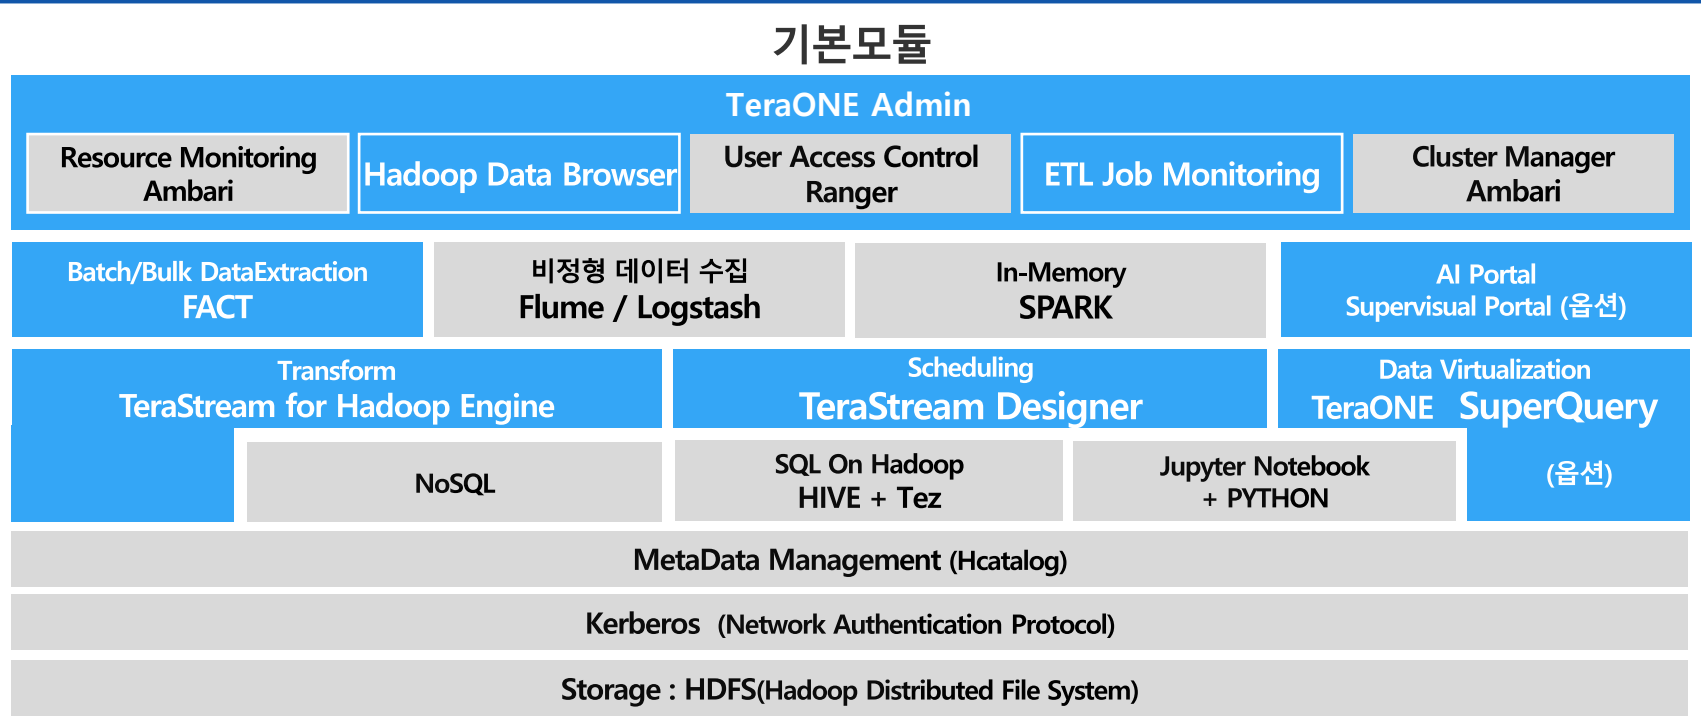 기본모듈
TeraONE Admin
Resource Monitoring
Ambari
Hadoop Data Browser
User Access Control
Ranger
ETL Job Monitoring
Cluster Manager
Ambari
Batch/Bulk DataExtraction
FACT
비정형 데이터 수집
Flume / Logstash
In-Memory
SPARK
AI Portal
Supervisual Portal (옵션)
Transform
TeraStream for Hadoop Engine
Scheduling
TeraStream Designer
Data Virtualization
TeraONE SuperQuery
(옵션)
NoSQL
SQL On Hadoop
HIVE + Tez
Jupyter Notebook
+ PYTHON
MetaData Management (Hcatalog)
Kerberos (Network Authentication Protocol)
Storage : HDFS(Hadoop Distributed File System)